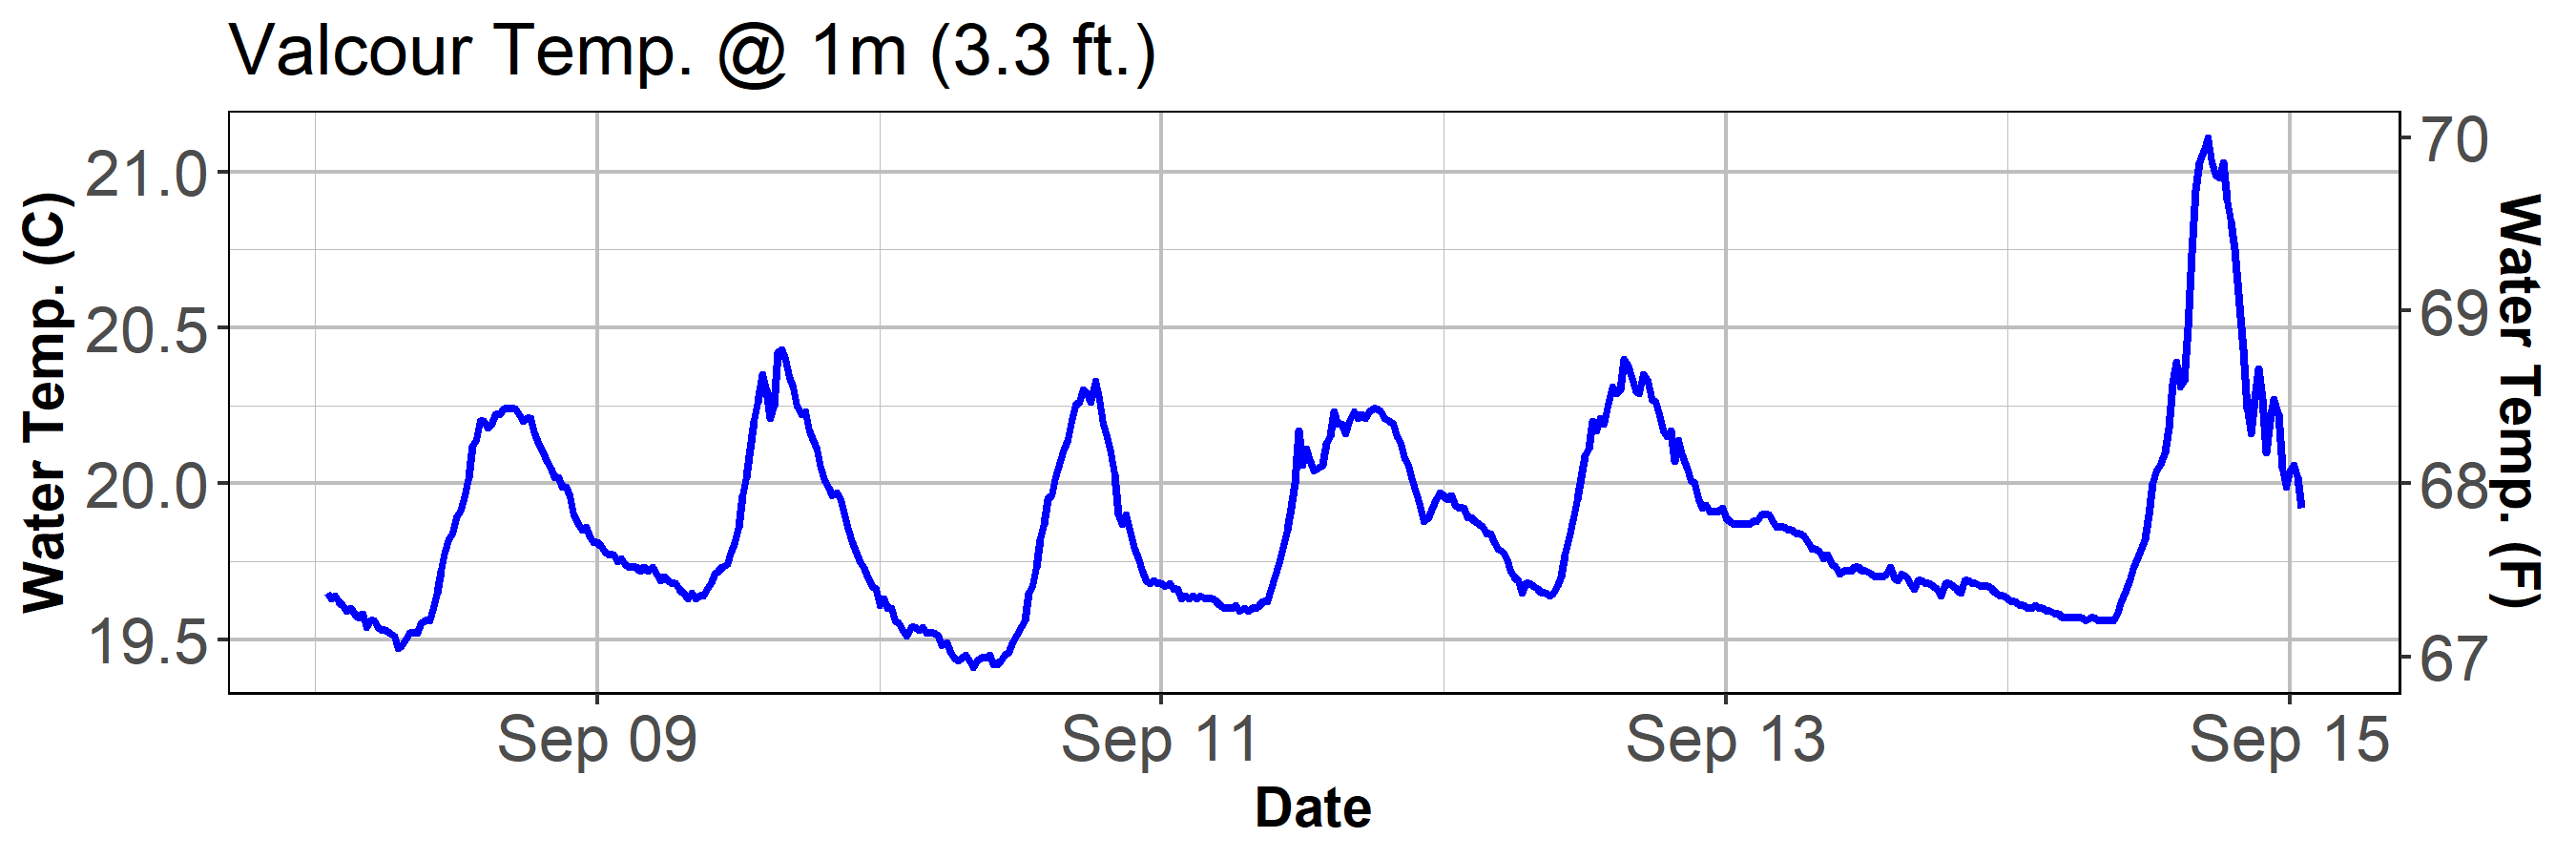 Valcour Temp. @ 1m (3.3 ft.)
Water Temp. (C)
21.0
20.5
20.0
19.5
70
69
68
67
Water Temp. (F)
Sep 09 Sep 11 Sep 13 Sep 15
Date